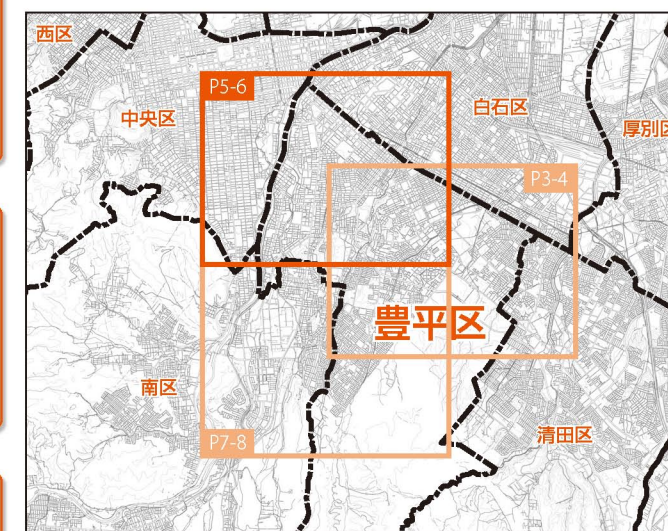 西区
P5-6
中央区
白石区
厚別区
P3-4
豊平区
南区
P7-8
清田区